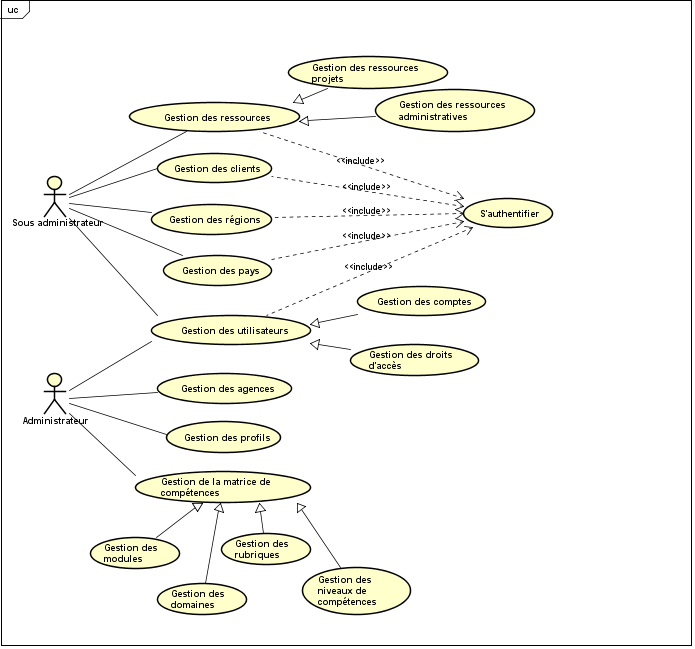 uc
Gestion des ressources
projets
Gestion des ressources
administratives
Gestion des ressources
<<include>>
Gestion des clients
<<include>>
Sous administrateur
Gestion des régions
<<include>>
S'authentifier
<<include>>
Gestion des pays
<<include>>
Gestion des comptes
Gestion des utilisateurs
Gestion des droits
d'accès
Administrateur
Gestion des agences
Gestion des profils
Gestion de la matrice de
compétences
Gestion des
modules
Gestion des
rubriques
Gestion des
domaines
Gestion des
niveaux de
compétences